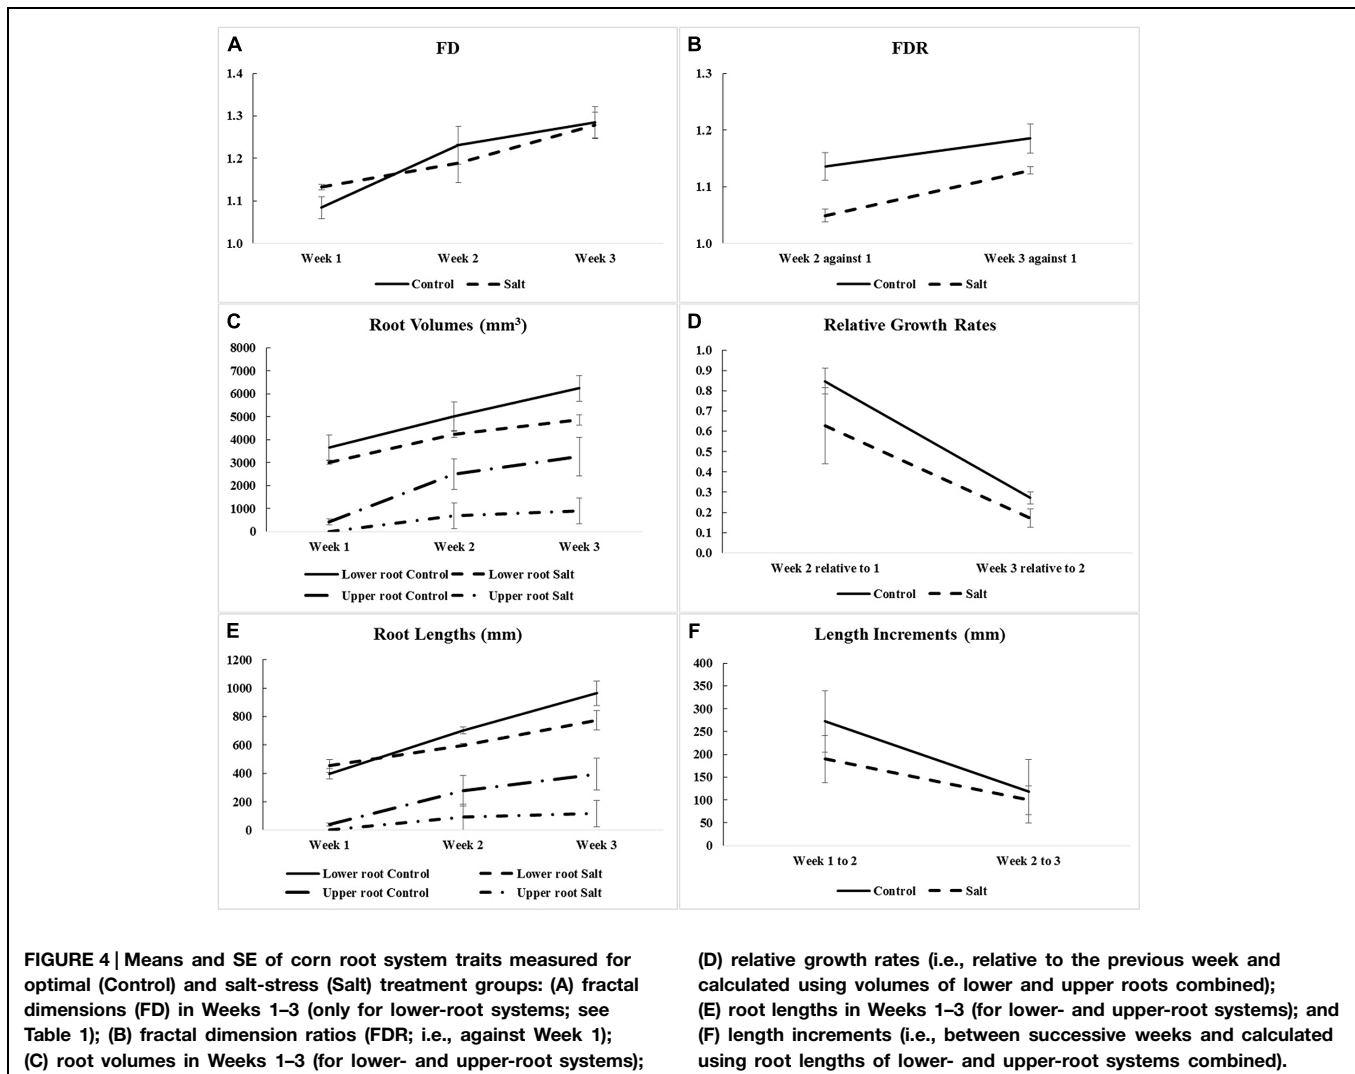 A
FD
1.4
1.3
1.2
1.1
1.0
Week 1 Week 2 Week 3
Control Salt
B
FDR
1.3
1.2
1.1
1.0
Week 2 against 1 Week 3 against 1
Control Salt
C
Root Volumes (mm³)
8000
7000
6000
5000
4000
3000
2000
1000
0
Week 1 Week 2 Week 3
Lower root Control Lower root Salt
Upper root Control Upper root Salt
D
Relative Growth Rates
1.0
0.9
0.8
0.7
0.6
0.5
0.4
0.3
0.2
0.1
0.0
Week 2 relative to 1 Week 3 relative to 2
Control Salt
E
Root Lengths (mm)
1200
1000
800
600
400
200
0
Week 1 Week 2 Week 3
Lower root Control Lower root Salt
Upper root Control Upper root Salt
F
Length Increments (mm)
400
350
300
250
200
150
100
50
0
Week 1 to 2 Week 2 to 3
Control Salt
FIGURE 4 | Means and SE of corn root system traits measured for
optimal (Control) and salt-stress (Salt) treatment groups: (A) fractal
dimensions (FD) in Weeks 1–3 (only for lower-root systems; see
Table 1); (B) fractal dimension ratios (FDR; i.e., against Week 1);
(C) root volumes in Weeks 1–3 (for lower- and upper-root systems);
(D) relative growth rates (i.e., relative to the previous week and
calculated using volumes of lower and upper roots combined);
(E) root lengths in Weeks 1–3 (for lower- and upper-root systems); and
(F) length increments (i.e., between successive weeks and calculated
using root lengths of lower- and upper-root systems combined).